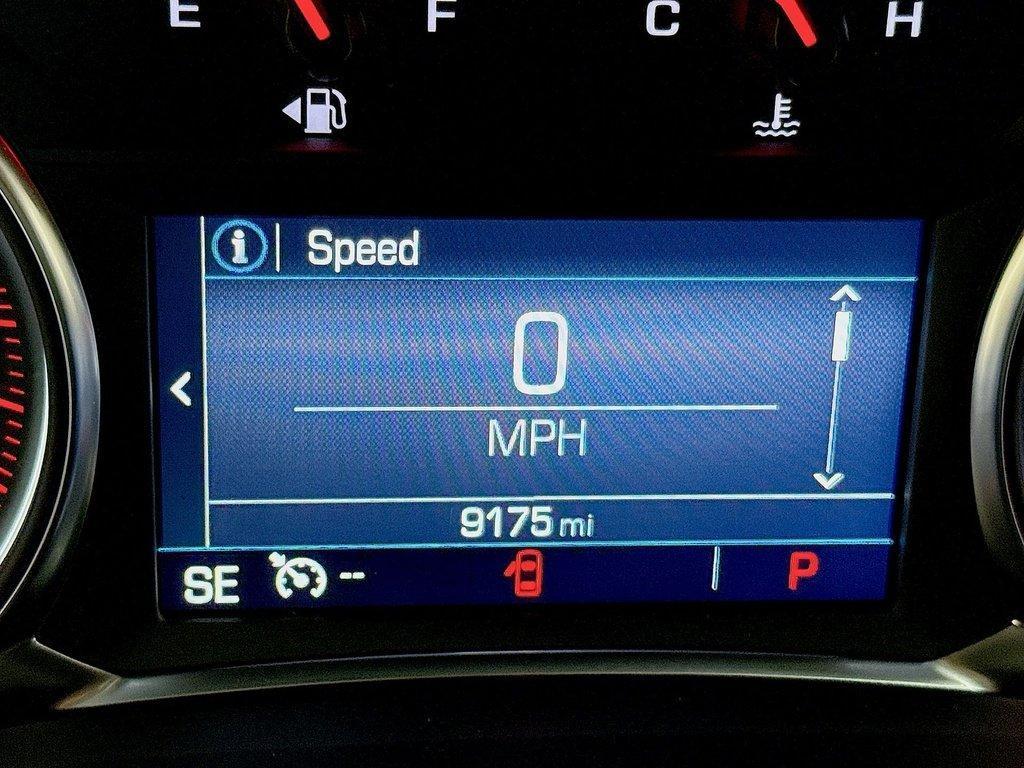 E F C H
i Speed
0
MPH
9175 mi
SE -- P